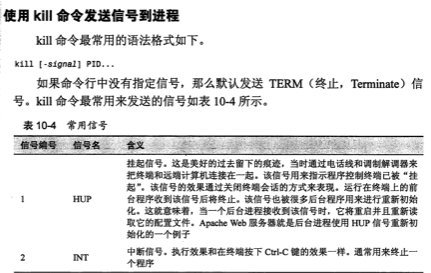 使用 kill 命令发送信号到进程
kill 命令最常用的语法格式如下。
kill [-signal] PID...
如果命令行中没有指定信号，那么默认发送 TERM（终止，Terminate）信
号。kill 命令最常用来发送的信号如表 10-4 所示。
表 10-4 常用信号
信号编号 信号名 含义
挂起信号。这是美好的过去留下的痕迹，当时通过电话线和调制解调器来
把终端和远端计算机连接在一起。该信号用来指示程序控制终端已被“挂
起”。该信号的效果通过关闭终端会话的方式来表现。运行在终端上的前
台程序收到该信号后将终止。该信号也被很多后台程序用来进行重新初始
1 HUP 化。这就意味着，当一个后台进程接收到该信号时，它将重启并且重新读
取它的配置文件。Apache Web 服务器就是后台进程使用 HUP 信号重新
初始化的一个例子
2 INT 中断信号。执行效果和在终端按下 Ctrl-C 键的效果一样。通常用来终止一
个程序